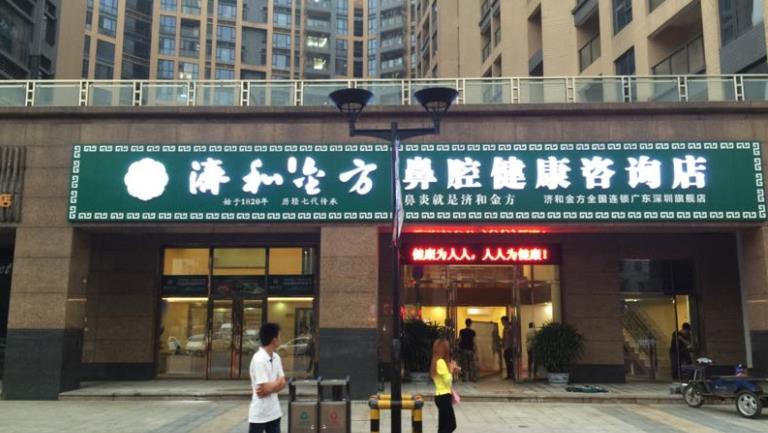 濟和金方 鼻腔健康咨询店
始于1820年 历经七代传承 鼻炎就是济和金方 济和金方全国连锁广东深圳旗舰店
健康为人人，人人为健康！